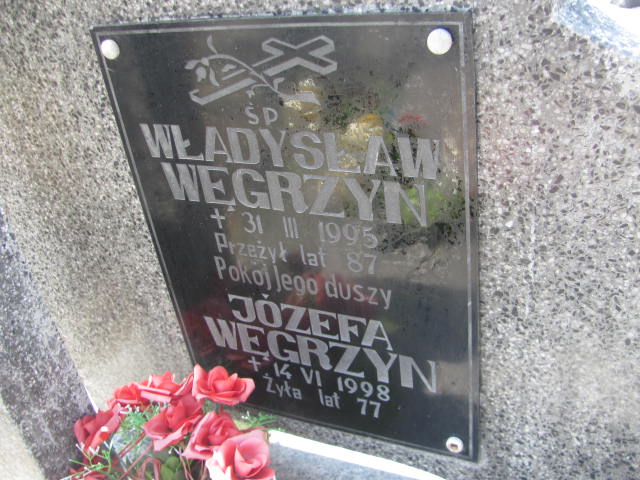 Ś P
WŁADYSŁAW
WĘGRZYN
† 31 III 1995
Przeżył lat 87
Pokój Jego duszy
JÓZEFA
WĘGRZYN
† 14 VI 1998
Żyła lat 77